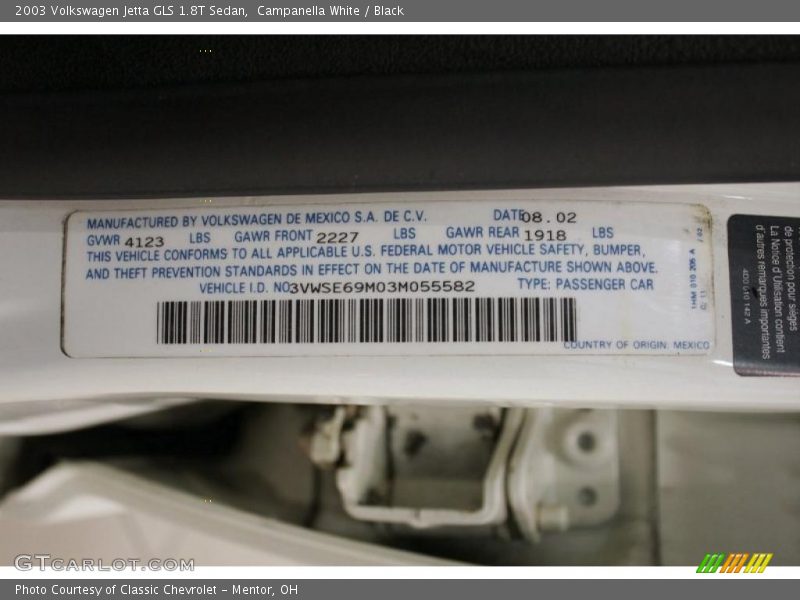 2003 Volkswagen Jetta GLS 1.8T Sedan,  Campanella White / Black
MANUFACTURED BY VOLKSWAGEN DE MEXICO S.A. DE C.V. DATE 08.02
GVWR 4123 LBS GAWR FRONT 2227 LBS GAWR REAR 1918 LBS
THIS VEHICLE CONFORMS TO ALL APPLICABLE U.S. FEDERAL MOTOR VEHICLE SAFETY, BUMPER,
AND THEFT PREVENTION STANDARDS IN EFFECT ON THE DATE OF MANUFACTURE SHOWN ABOVE.
VEHICLE I.D. NO 3VWSE69M03M055582 TYPE: PASSENGER CAR
COUNTRY OF ORIGIN: MEXICO
de protection pour sièges
La Notice d'Utilisation contient
d'autres remarques importantes
GTcarlot.com
Photo Courtesy of Classic Chevrolet - Mentor, OH